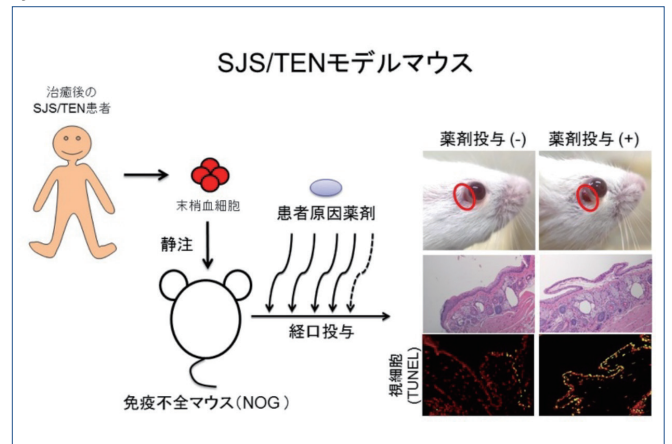 SJS/TENモデルマウス
治癒後の
SJS/TEN患者
末梢血細胞
静注
患者原因薬剤
経口投与
免疫不全マウス(NOG)
薬剤投与 (-)
薬剤投与 (+)
視細胞
(TUNEL)